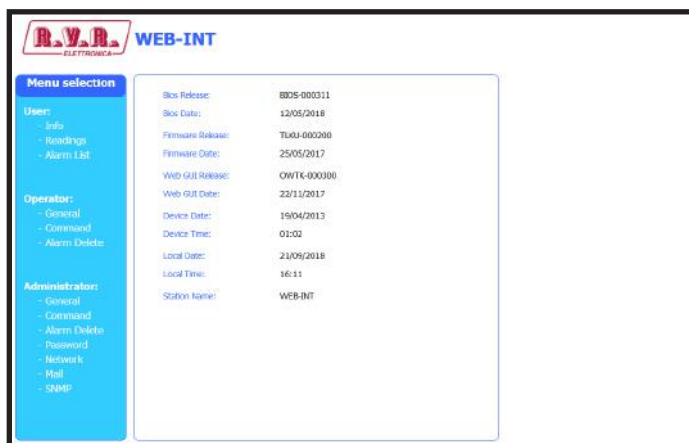 R.V.R.
ELETTRONICA
WEB-INT
Menu selection
User:
- Info
- Readings
- Alarm List
Operator:
- General
- Command
- Alarm Delete
Administrator:
- General
- Command
- Alarm Delete
- Password
- Network
- Mail
- SNMP
Bios Release: BIOS-000311
Bios Date: 12/05/2018
Firmware Release: TLKU-000200
Firmware Date: 25/05/2017
Web GUI Release: OWTK-000300
Web GUI Date: 22/11/2017
Device Date: 19/04/2013
Device Time: 01:02
Local Date: 21/09/2018
Local Time: 16:11
Station Name: WEB-INT